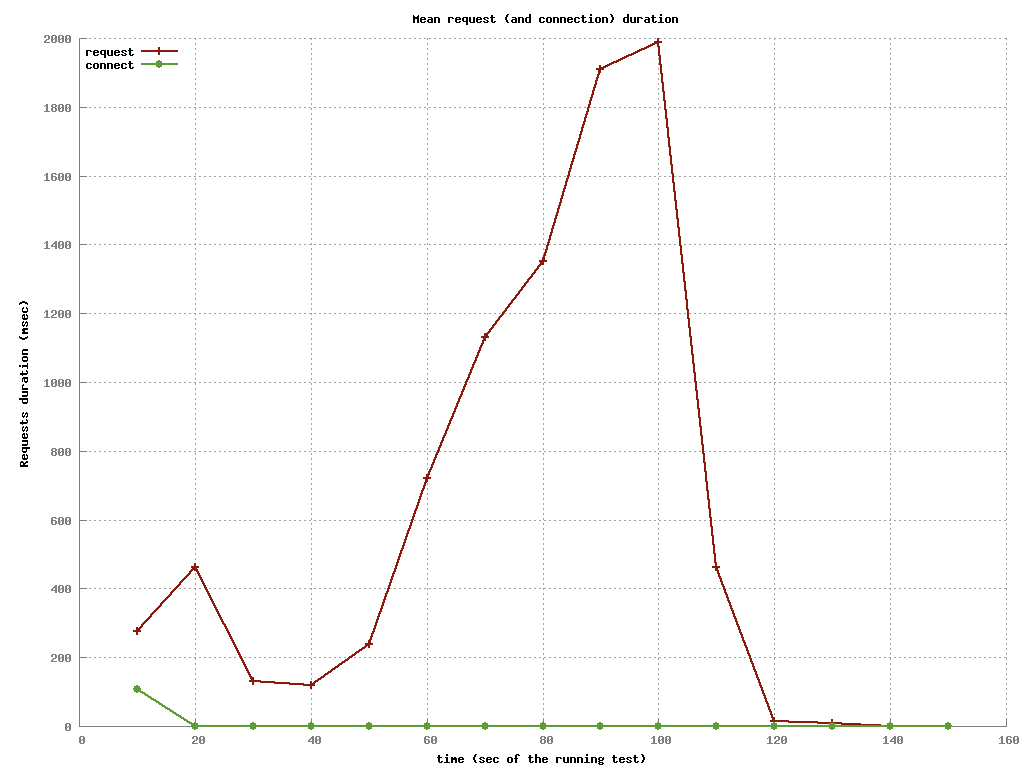 Mean request (and connection) duration
request
connect
2000
1800
1600
1400
1200
1000
800
600
400
200
0
Requests duration (msec)
0 20 40 60 80 100 120 140 160
time (sec of the running test)